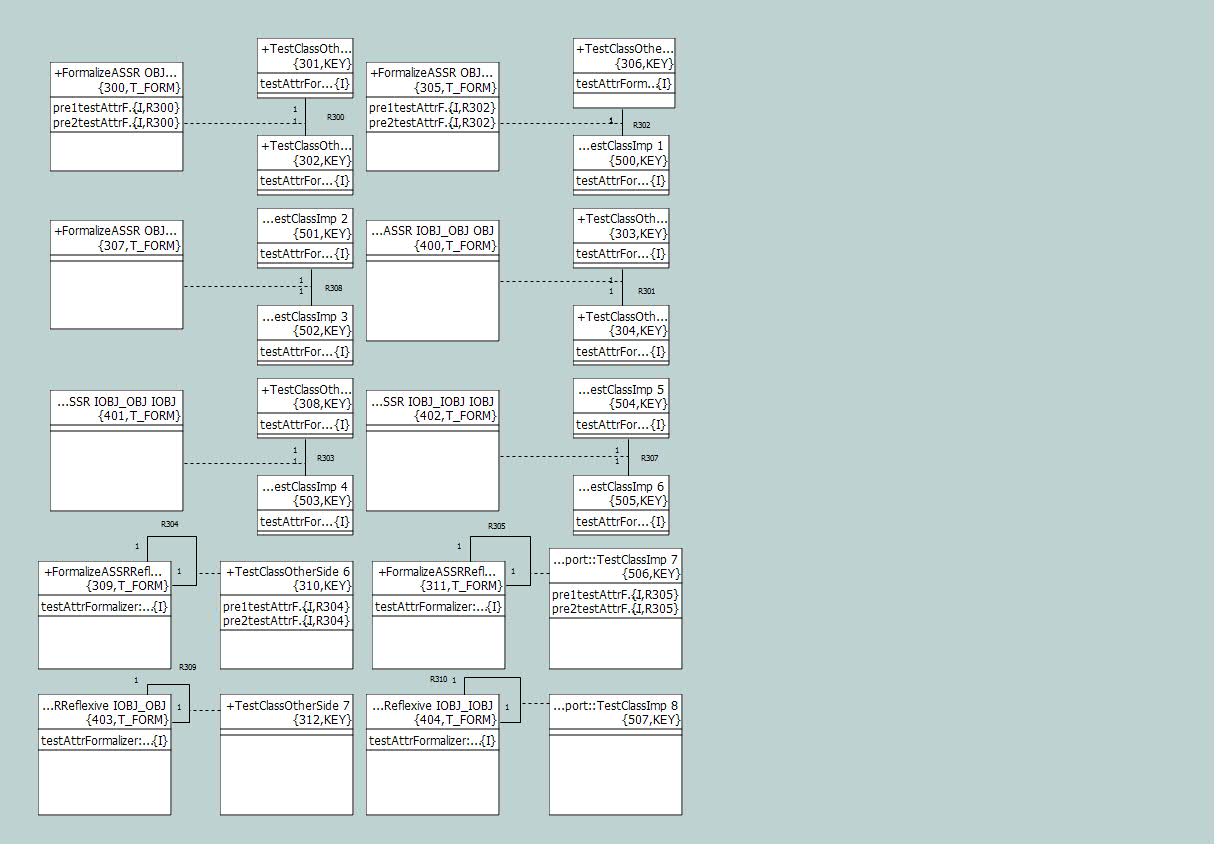 +FormalizeASSR OBJ...
{300,T_FORM}
pre1testAttrF.{I,R300}
pre2testAttrF.{I,R300}
+TestClassOth...
{301,KEY}
testAttrFor...{I}
1
1
R300
+TestClassOth...
{302,KEY}
testAttrFor...{I}
+FormalizeASSR OBJ...
{305,T_FORM}
pre1testAttrF.{I,R302}
pre2testAttrF.{I,R302}
+TestClassOthe...
{306,KEY}
testAttrForm...{I}
1
R302
...estClassImp 1
{500,KEY}
testAttrFor...{I}
+FormalizeASSR OBJ...
{307,T_FORM}
...estClassImp 2
{501,KEY}
testAttrFor...{I}
1
1
R308
...estClassImp 3
{502,KEY}
testAttrFor...{I}
...ASSR IOBJ_OBJ OBJ
{400,T_FORM}
+TestClassOth...
{303,KEY}
testAttrFor...{I}
1
1
R301
+TestClassOth...
{304,KEY}
testAttrFor...{I}
...SSR IOBJ_OBJ IOBJ
{401,T_FORM}
+TestClassOth...
{308,KEY}
testAttrFor...{I}
1
1
R303
...estClassImp 4
{503,KEY}
testAttrFor...{I}
...SSR IOBJ_IOBJ IOBJ
{402,T_FORM}
...estClassImp 5
{504,KEY}
testAttrFor...{I}
1
1
R307
...estClassImp 6
{505,KEY}
testAttrFor...{I}
R304
1
1
+FormalizeASSRRefl...
{309,T_FORM}
testAttrFormalizer:...{I}
+TestClassOtherSide 6
{310,KEY}
pre1testAttrF.{I,R304}
pre2testAttrF.{I,R304}
R305
1
1
+FormalizeASSRRefl...
{311,T_FORM}
testAttrFormalizer:...{I}
...port::TestClassImp 7
{506,KEY}
pre1testAttrF.{I,R305}
pre2testAttrF.{I,R305}
R309
1
1
...RReflexive IOBJ_OBJ
{403,T_FORM}
testAttrFormalizer:...{I}
+TestClassOtherSide 7
{312,KEY}
R310 1
1
...Reflexive IOBJ_IOBJ
{404,T_FORM}
testAttrFormalizer:...{I}
...port::TestClassImp 8
{507,KEY}